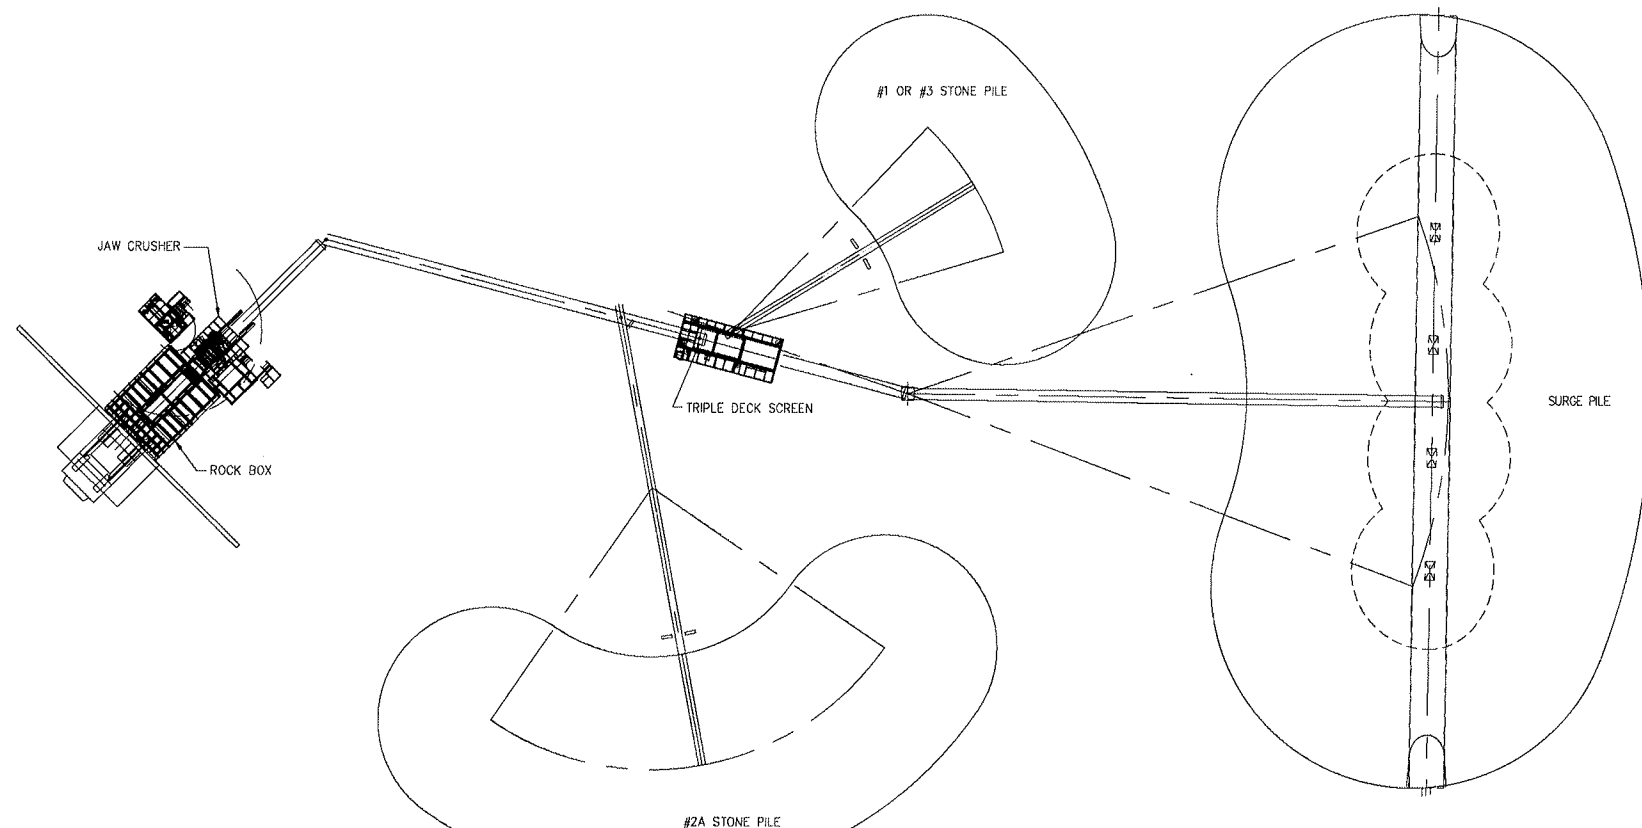 #1 OR #3 STONE PILE
JAW CRUSHER
TRIPLE DECK SCREEN
SURGE PILE
ROCK BOX
#2A STONE PILE